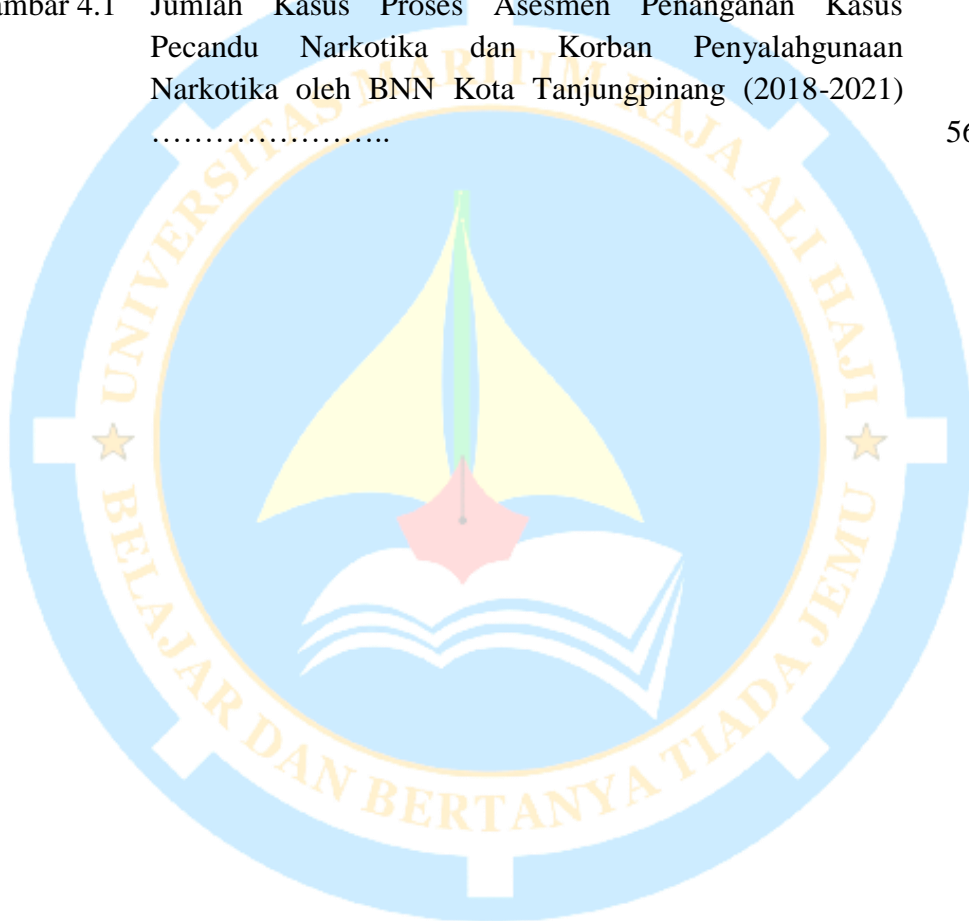 ambar 4.1 Jumlah Kasus Proses Asesmen Penanganan Kasus
Pecandu Narkotika dan Korban Penyalahgunaan
Narkotika oleh BNN Kota Tanjungpinang (2018-2021)
…………………….. 56
UNIVERSITAS MARITIM RAJA ALI HAJI
BELAJAR DAN BERTANYA TIADA JEMU